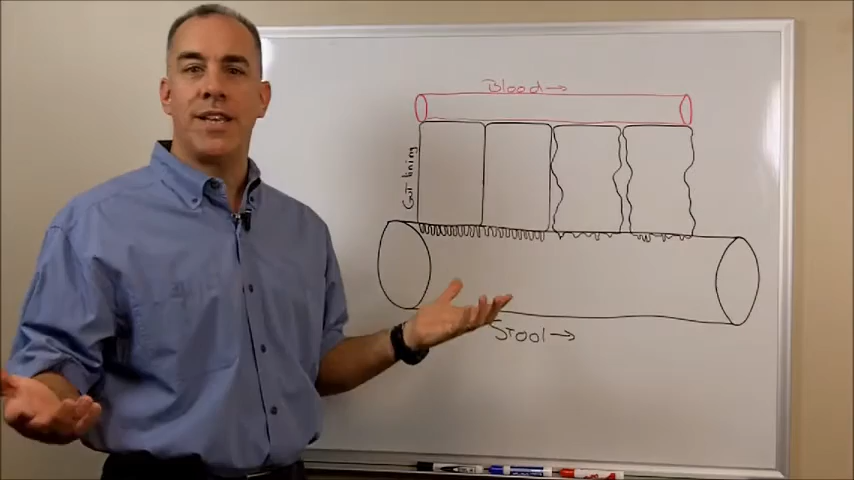 Blood →
Gut lining
Stool →